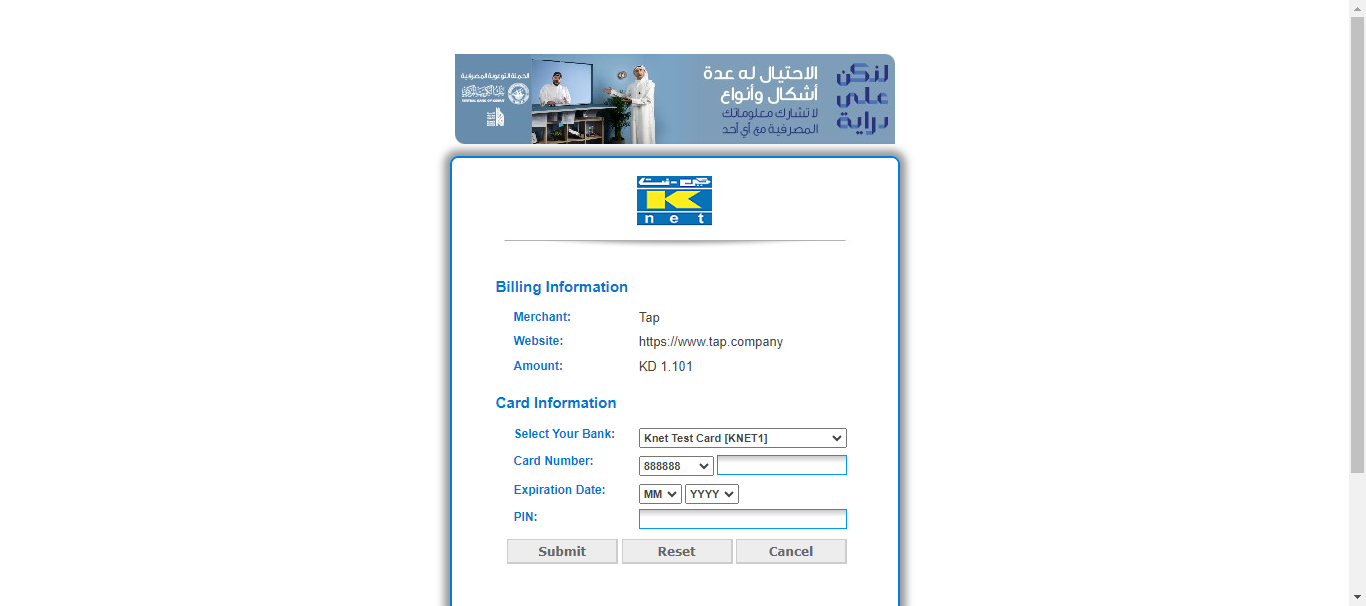 الحملة التوعوية المصرفية
بنك الكويت المركزي
CENTRAL BANK OF KUWAIT
الاحتيال له عدة
أشكال وأنواع
لا تشارك معلوماتك
المصرفية مع أي أحد
لنكن
على
دراية
كي-نت
K
net
Billing Information
Merchant: Tap
Website: https://www.tap.company
Amount: KD 1.101
Card Information
Select Your Bank: Knet Test Card [KNET1]
Card Number: 888888
Expiration Date: MM YYYY
PIN:
Submit Reset Cancel